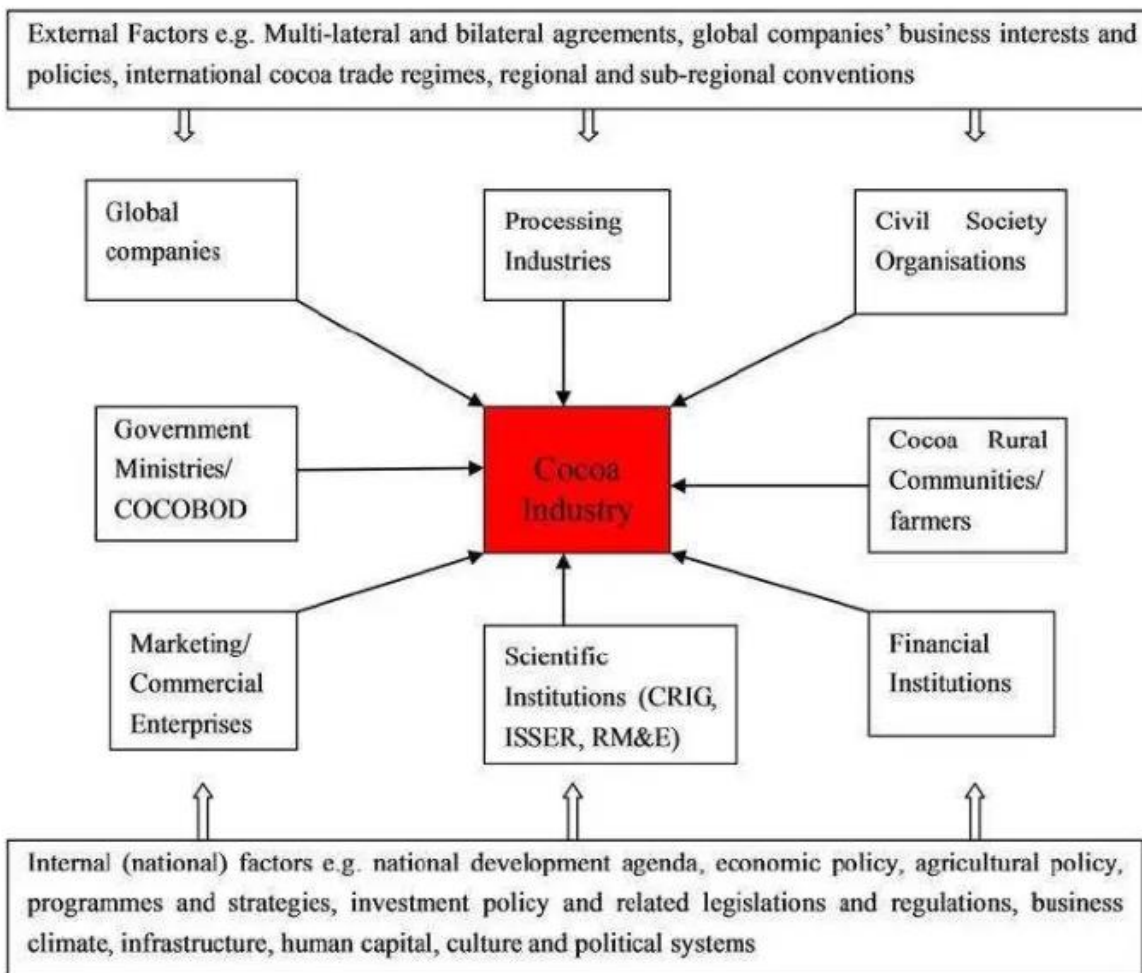 External Factors e.g. Multi-lateral and bilateral agreements, global companies' business interests and
policies, international cocoa trade regimes, regional and sub-regional conventions
Global
companies
Processing
Industries
Civil Society
Organisations
Government
Ministries/
COCOBOD
Cocoa
Industry
Cocoa Rural
Communities/
farmers
Marketing/
Commercial
Enterprises
Scientific
Institutions (CRIG,
ISSER, RM&E)
Financial
Institutions
Internal (national) factors e.g. national development agenda, economic policy, agricultural policy,
programmes and strategies, investment policy and related legislations and regulations, business
climate, infrastructure, human capital, culture and political systems